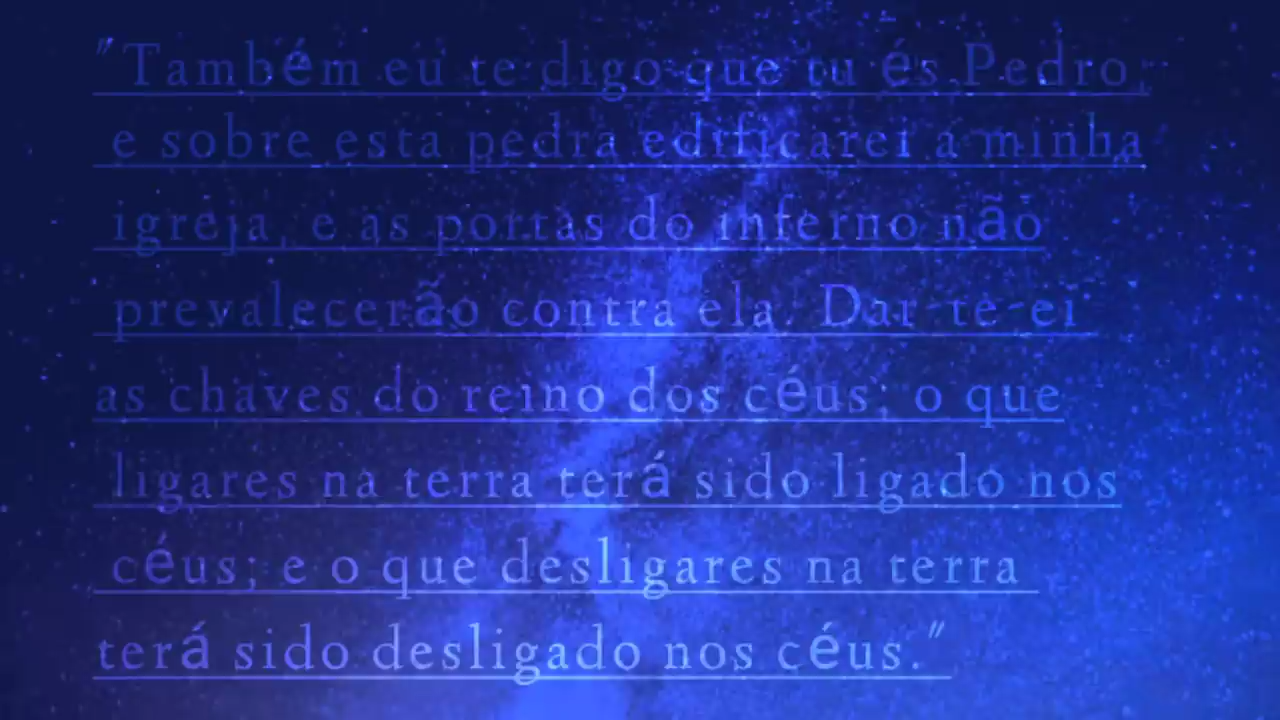 "Também eu te digo que tu és Pedro,
e sobre esta pedra edificarei a minha
igreja, e as portas do inferno não
prevalecerão contra ela. Dar-te-ei
as chaves do reino dos céus; o que
ligares na terra terá sido ligado nos
céus; e o que desligares na terra
terá sido desligado nos céus."